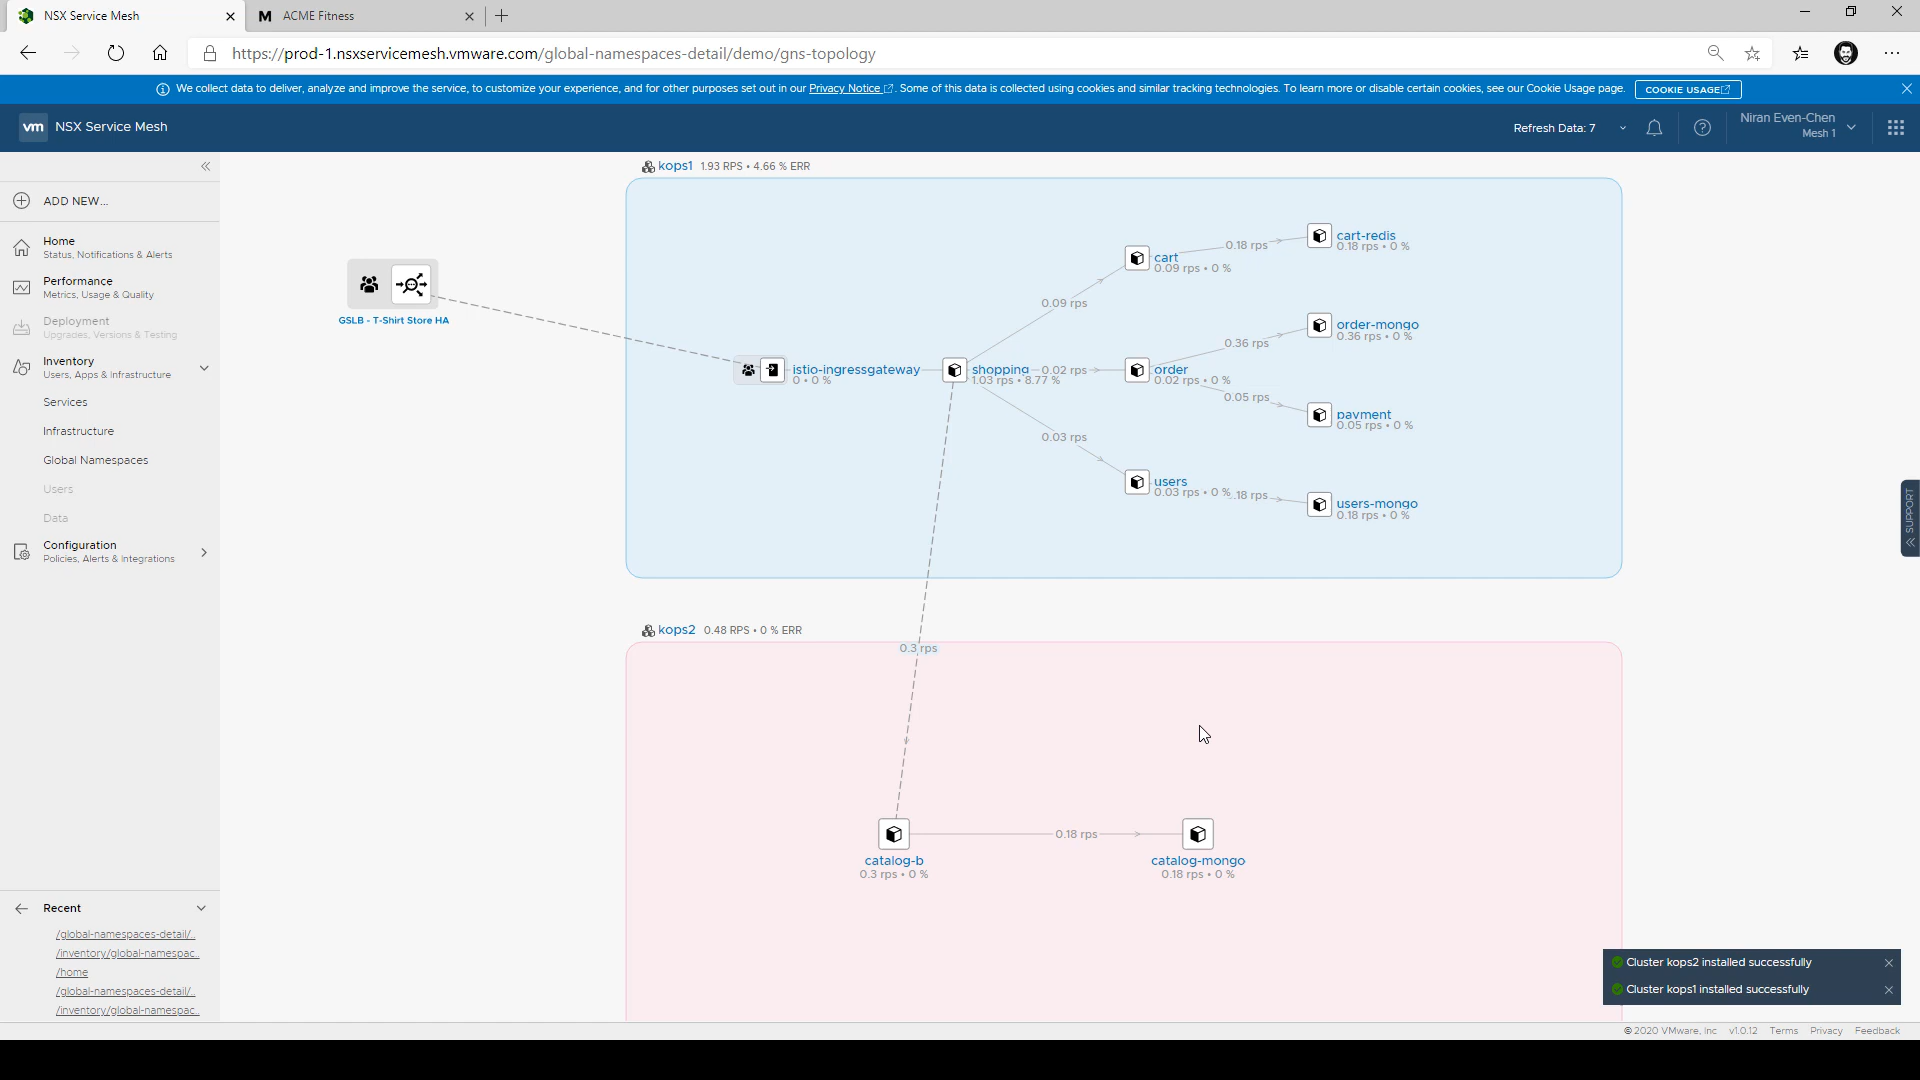 NSX Service Mesh
ACME Fitness
https://prod-1.nsxservicemesh.vmware.com/global-namespaces-detail/demo/gns-topology
We collect data to deliver, analyze and improve the service, to customize your experience, and for other purposes set out in our Privacy Notice. Some of this data is collected using cookies and similar tracking technologies. To learn more or disable certain cookies, see our Cookie Usage page.
COOKIE USAGE
vm NSX Service Mesh
Refresh Data: 7
Niran Even-Chen
Mesh 1
ADD NEW...
Home
Status, Notifications & Alerts
Performance
Metrics, Usage & Quality
Deployment
Upgrades, Versions & Testing
Inventory
Users, Apps & Infrastructure
Services
Infrastructure
Global Namespaces
Users
Data
Configuration
Policies, Alerts & Integrations
Recent
/global-namespaces-detail/..
/inventory/global-namespac..
/home
/global-namespaces-detail/..
/inventory/global-namespac..
kops1 1.93 RPS • 4.66 % ERR
GSLB - T-Shirt Store HA
istio-ingressgateway
0 • 0 %
shopping
1.03 rps • 8.77 %
0.09 rps
0.02 rps
0.03 rps
cart
0.09 rps • 0 %
0.18 rps
cart-redis
0.18 rps • 0 %
order
0.02 rps • 0 %
0.36 rps
order-mongo
0.36 rps • 0 %
0.05 rps
payment
0.05 rps • 0 %
users
0.03 rps • 0 %
.18 rps
users-mongo
0.18 rps • 0 %
kops2 0.48 RPS • 0 % ERR
0.3 rps
catalog-b
0.3 rps • 0 %
0.18 rps
catalog-mongo
0.18 rps • 0 %
SUPPORT
Cluster kops2 installed successfully
Cluster kops1 installed successfully
© 2020 VMware, Inc v1.0.12 Terms Privacy Feedback